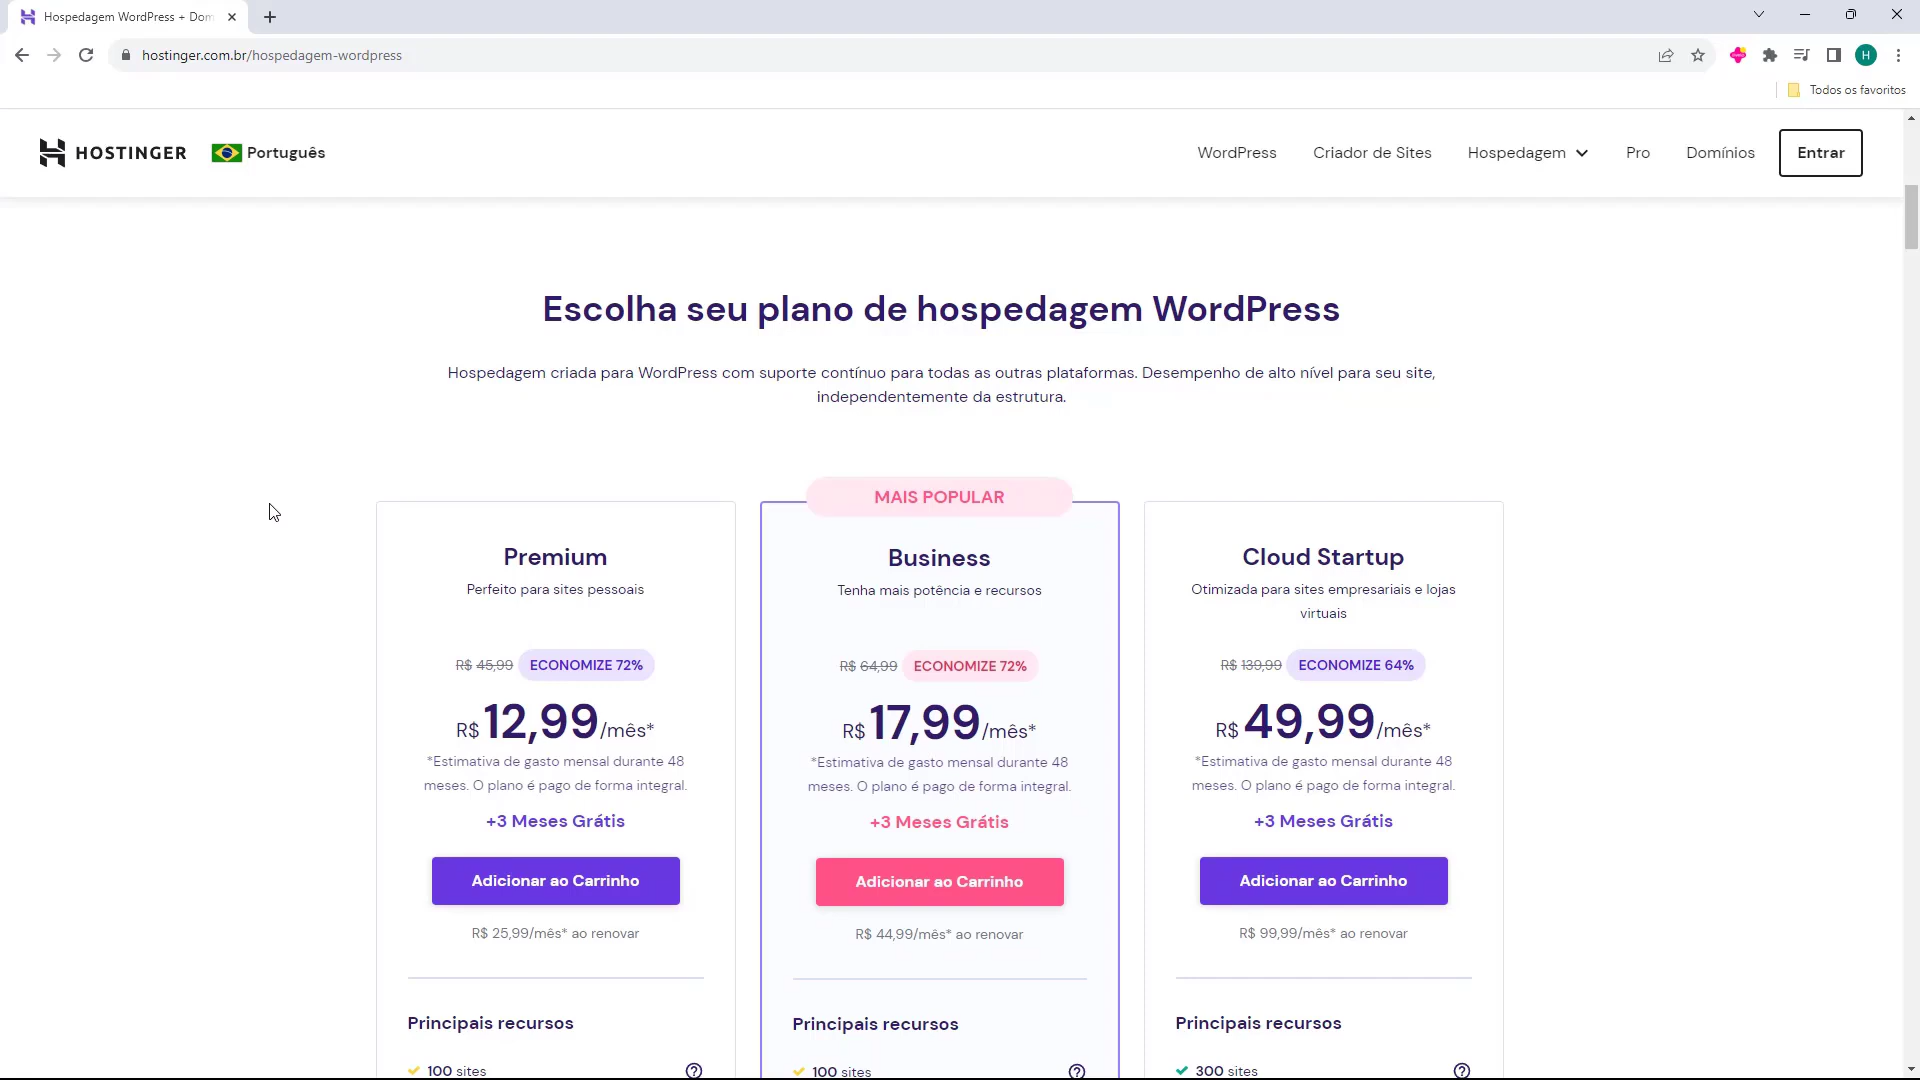 Hospedagem WordPress + Dom
hostinger.com.br/hospedagem-wordpress
H
Todos os favoritos
HOSTINGER
Português
WordPress
Criador de Sites
Hospedagem
Pro
Domínios
Entrar
Escolha seu plano de hospedagem WordPress
Hospedagem criada para WordPress com suporte contínuo para todas as outras plataformas. Desempenho de alto nível para seu site,
independentemente da estrutura.
Premium
Perfeito para sites pessoais
R$ 45,99 ECONOMIZE 72%
R$ 12,99/mês*
*Estimativa de gasto mensal durante 48
meses. O plano é pago de forma integral.
+3 Meses Grátis
Adicionar ao Carrinho
R$ 25,99/mês* ao renovar
Principais recursos
100 sites
MAIS POPULAR
Business
Tenha mais potência e recursos
R$ 64,99 ECONOMIZE 72%
R$ 17,99/mês*
*Estimativa de gasto mensal durante 48
meses. O plano é pago de forma integral.
+3 Meses Grátis
Adicionar ao Carrinho
R$ 44,99/mês* ao renovar
Principais recursos
100 sites
Cloud Startup
Otimizada para sites empresariais e lojas
virtuais
R$ 139,99 ECONOMIZE 64%
R$ 49,99/mês*
*Estimativa de gasto mensal durante 48
meses. O plano é pago de forma integral.
+3 Meses Grátis
Adicionar ao Carrinho
R$ 99,99/mês* ao renovar
Principais recursos
300 sites